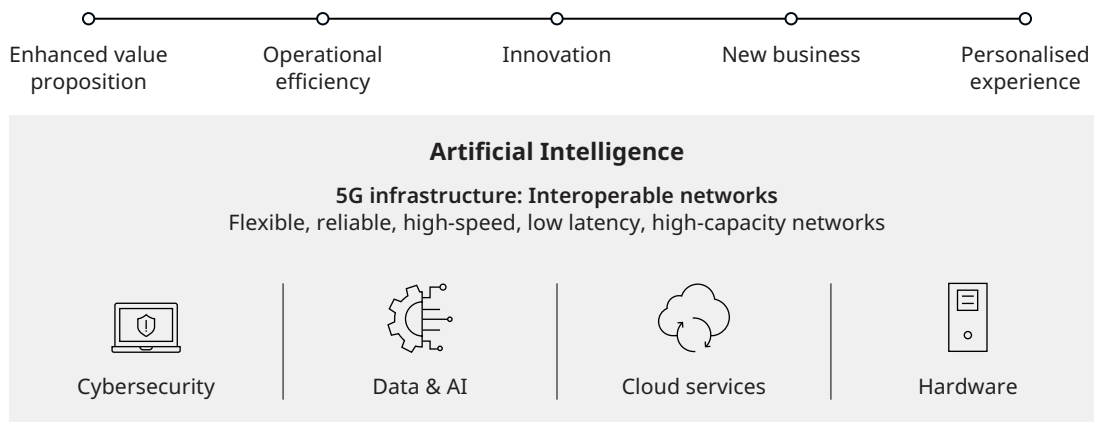 Enhanced value
proposition
Operational
efficiency
Innovation
New business
Personalised
experience
Artificial Intelligence
5G infrastructure: Interoperable networks
Flexible, reliable, high-speed, low latency, high-capacity networks
Cybersecurity
Data & AI
Cloud services
Hardware